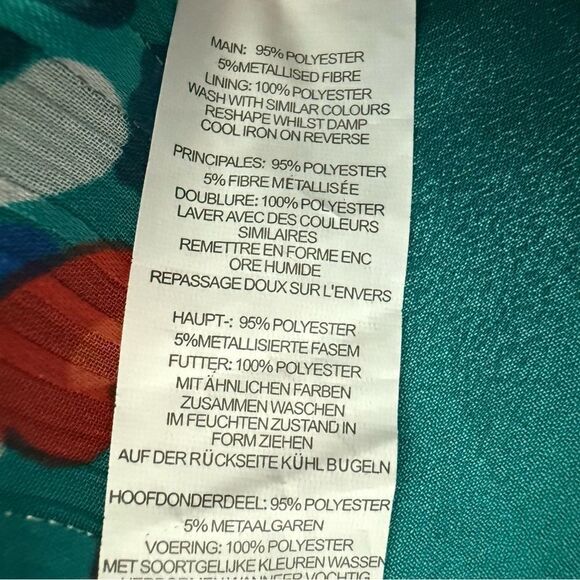 MAIN: 95% POLYESTER
5%METALLISED FIBRE
LINING: 100% POLYESTER
WASH WITH SIMILAR COLOURS
RESHAPE WHILST DAMP
COOL IRON ON REVERSE
PRINCIPALES: 95% POLYESTER
5% FIBRE METALLISÉE
DOUBLURE: 100% POLYESTER
LAVER AVEC DES COULEURS
SIMILAIRES
REMETTRE EN FORME ENC
ORE HUMIDE
REPASSAGE DOUX SUR L'ENVERS
HAUPT-: 95% POLYESTER
5%METALLISIERTE FASEM
FUTTER: 100% POLYESTER
MIT ÄHNLICHEN FARBEN
ZUSAMMEN WASCHEN
IM FEUCHTEN ZUSTAND IN
FORM ZIEHEN
AUF DER RÜCKSEITE KÜHL BUGELN
HOOFDONDERDEEL: 95% POLYESTER
5% METAALGAREN
VOERING: 100% POLYESTER
MET SOORTGELIJKE KLEUREN WASSEN